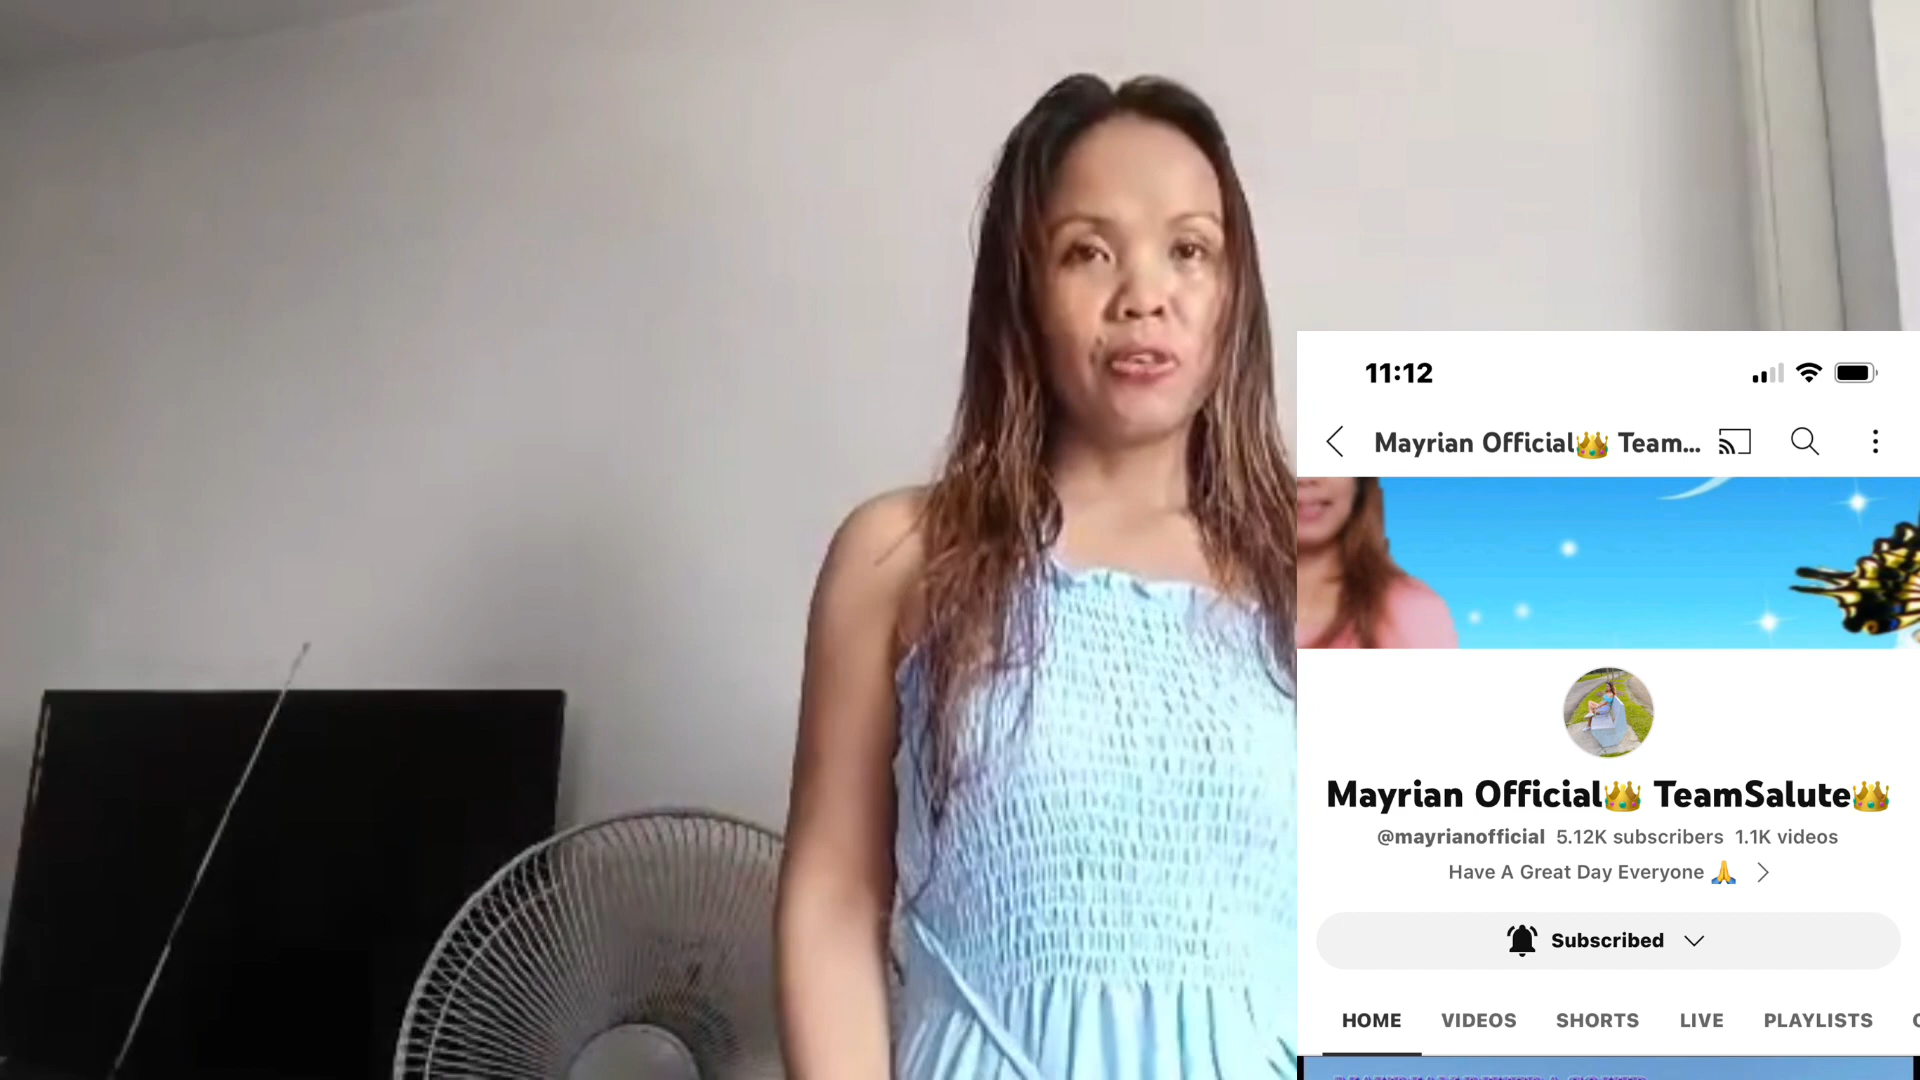 11:12
Mayrian Official👑 Team...
Mayrian Official👑 TeamSalute👑
@mayrianofficial 5.12K subscribers 1.1K videos
Have A Great Day Everyone 🙏
Subscribed
HOME VIDEOS SHORTS LIVE PLAYLISTS